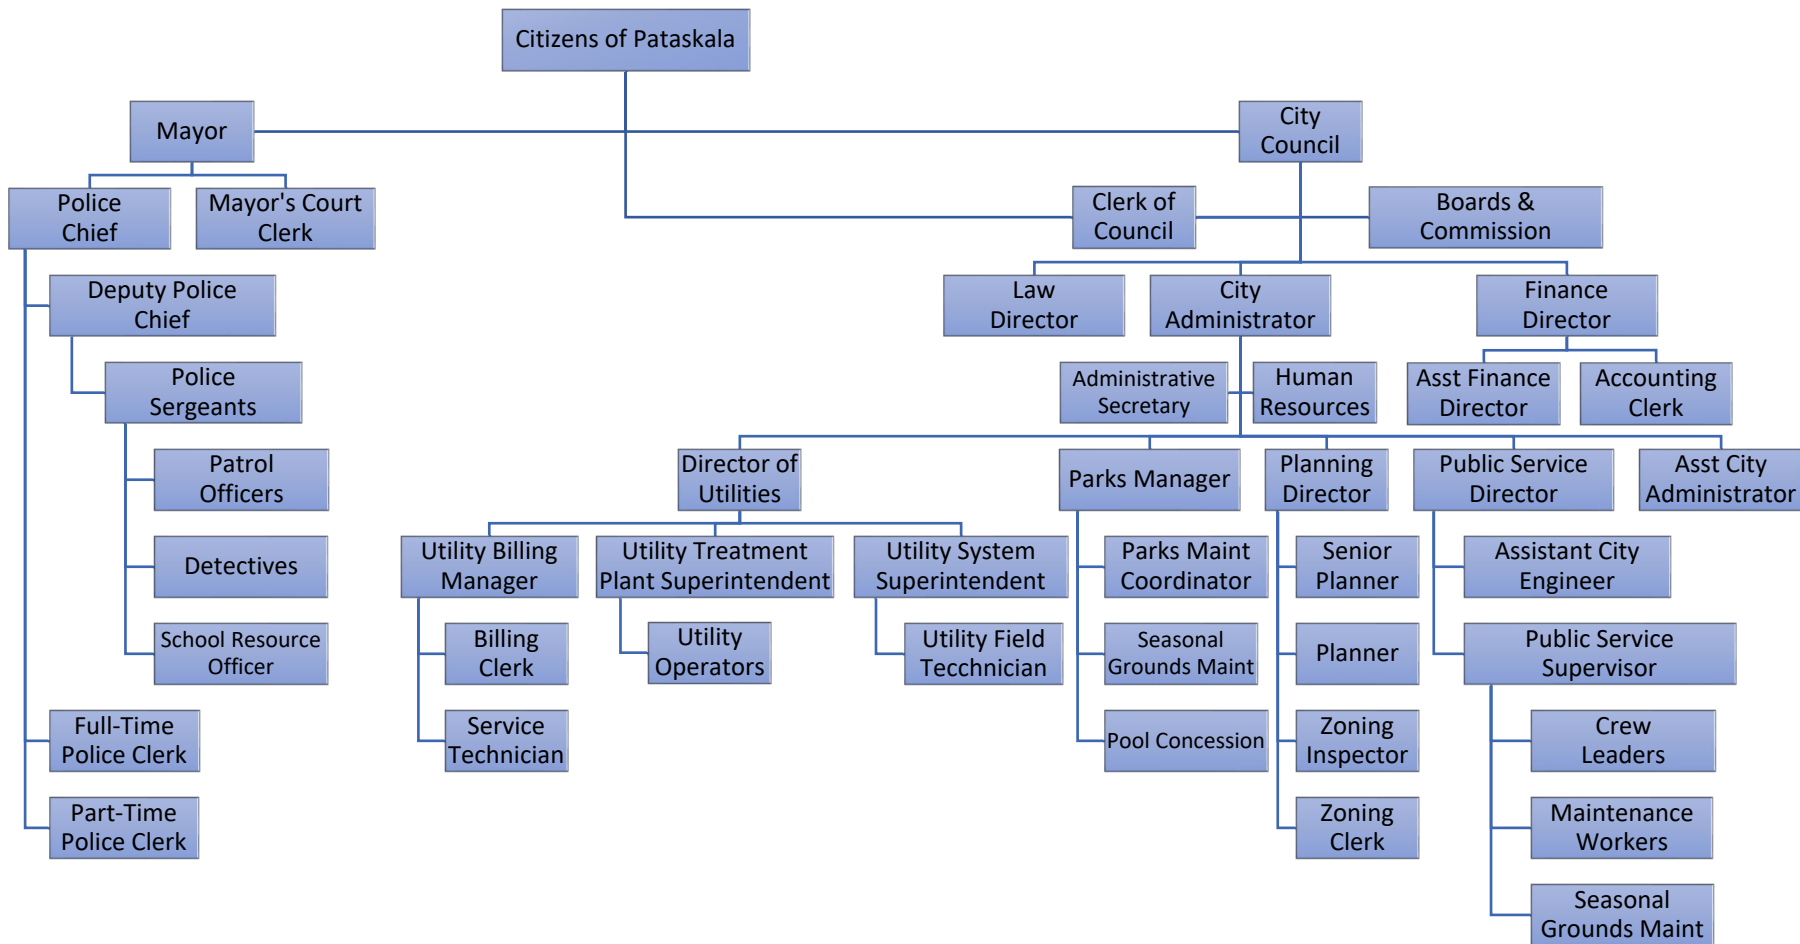 Citizens of Pataskala
Mayor
City
Council
Police
Chief
Mayor's Court
Clerk
Clerk of
Council
Boards &
Commission
Deputy Police
Chief
Law
Director
City
Administrator
Finance
Director
Police
Sergeants
Administrative
Secretary
Human
Resources
Asst Finance
Director
Accounting
Clerk
Patrol
Officers
Director of
Utilities
Parks Manager
Planning
Director
Public Service
Director
Asst City
Administrator
Detectives
Utility Billing
Manager
Utility Treatment
Plant Superintendent
Utility System
Superintendent
Parks Maint
Coordinator
Senior
Planner
Assistant City
Engineer
School Resource
Officer
Billing
Clerk
Utility
Operators
Utility Field
Tecchnician
Seasonal
Grounds Maint
Planner
Public Service
Supervisor
Full-Time
Police Clerk
Service
Technician
Pool Concession
Zoning
Inspector
Crew
Leaders
Part-Time
Police Clerk
Zoning
Clerk
Maintenance
Workers
Seasonal
Grounds Maint